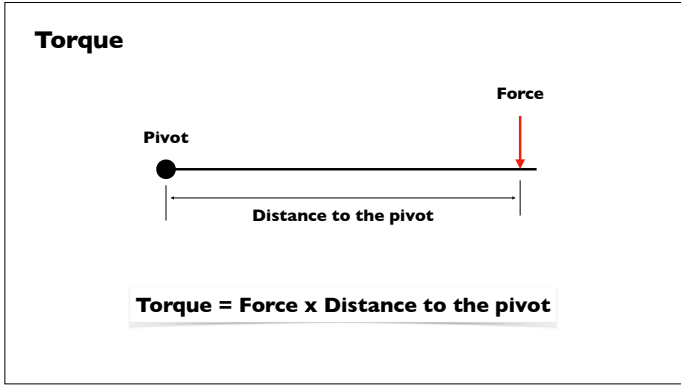 Torque
Force
Pivot
Distance to the pivot
Torque = Force x Distance to the pivot